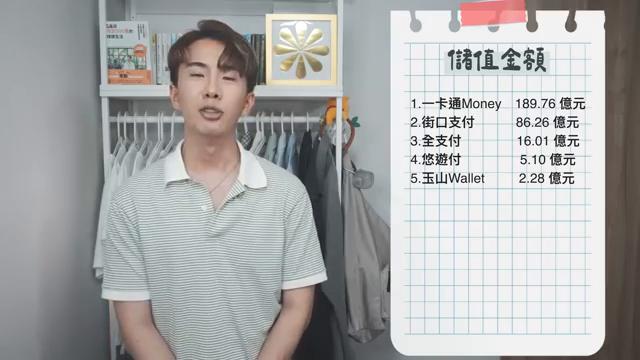 儲值金額
1.一卡通Money 189.76 億元
2.街口支付 86.26 億元
3.全支付 16.01 億元
4.悠遊付 5.10 億元
5.玉山Wallet 2.28 億元